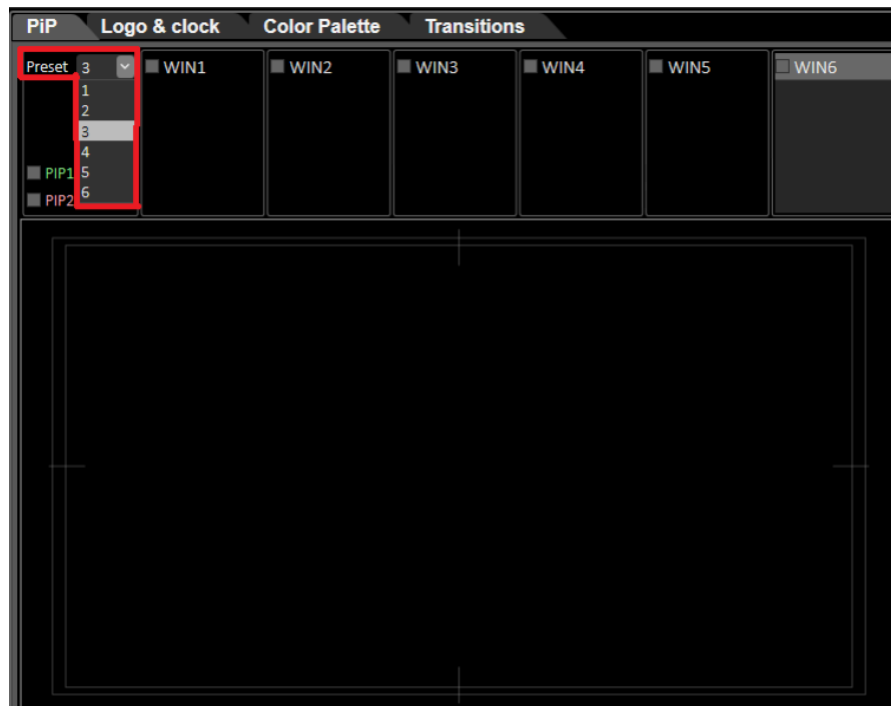 PiP Logo & clock Color Palette Transitions
Preset 3 WIN1 WIN2 WIN3 WIN4 WIN5 WIN6
1
2
3
4
PIP1 5
PIP2 6